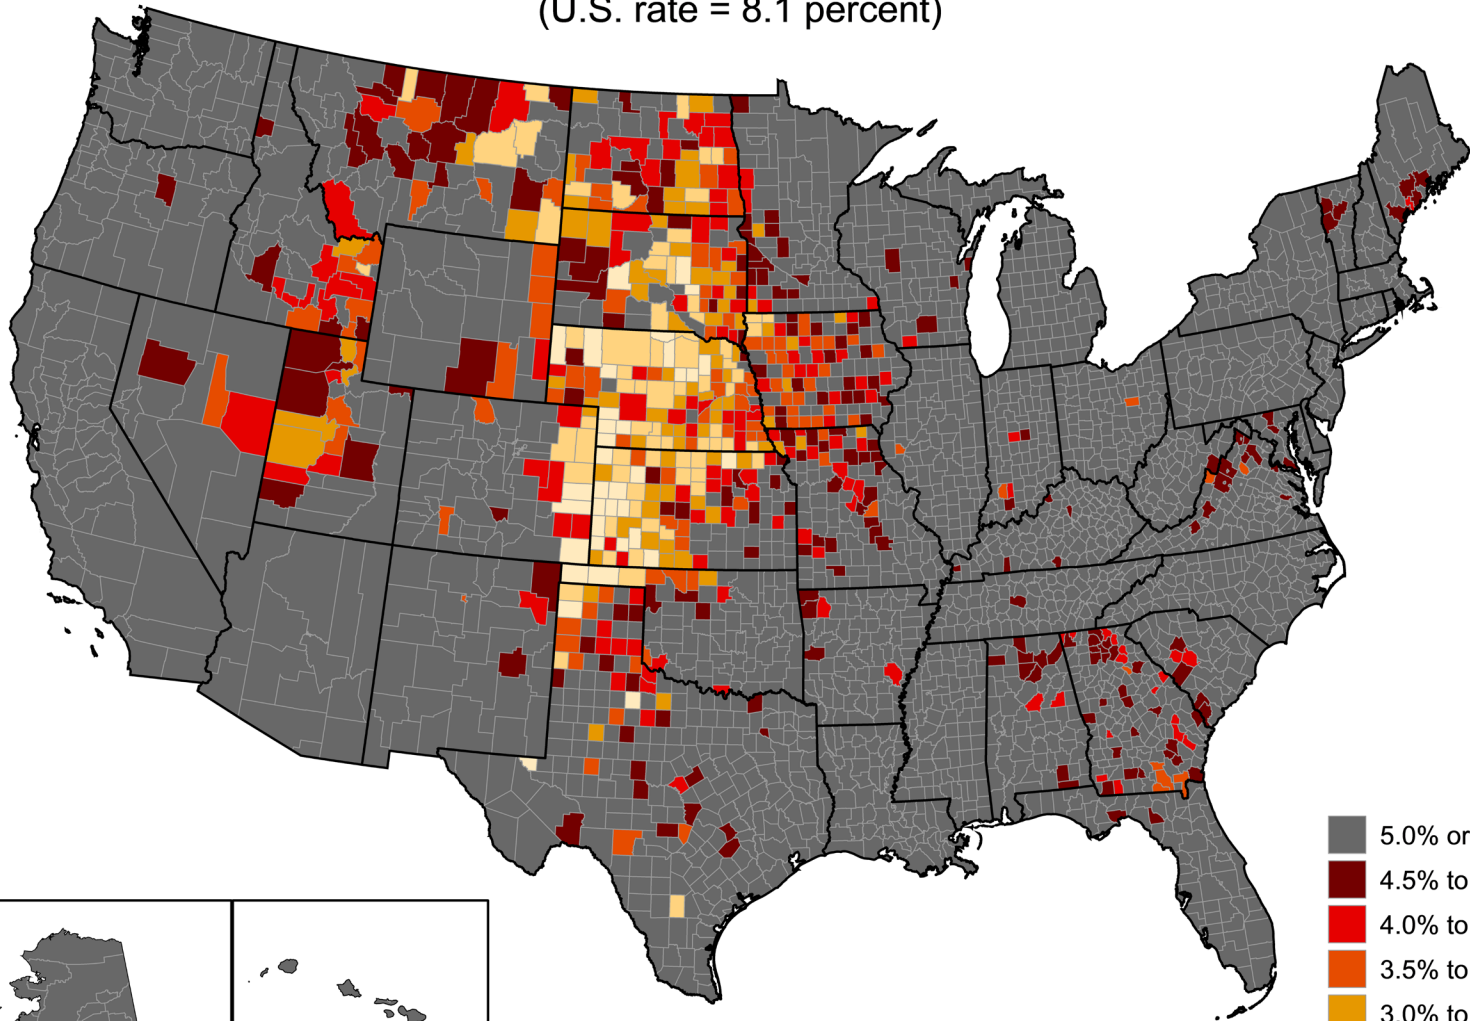 (U.S. rate = 8.1 percent)
5.0% or
4.5% to
4.0% to
3.5% to
3.0% to